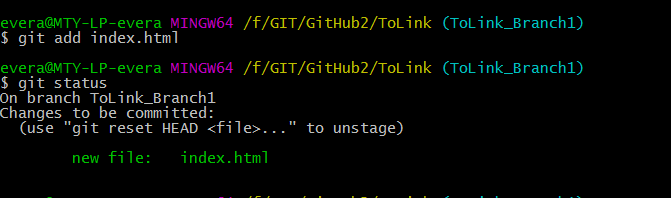 evera@MTY-LP-evera MINGW64 /f/GIT/GitHub2/ToLink (ToLink_Branch1)
$ git add index.html
evera@MTY-LP-evera MINGW64 /f/GIT/GitHub2/ToLink (ToLink_Branch1)
$ git status
On branch ToLink_Branch1
Changes to be committed:
  (use "git reset HEAD <file>..." to unstage)
        new file:   index.html